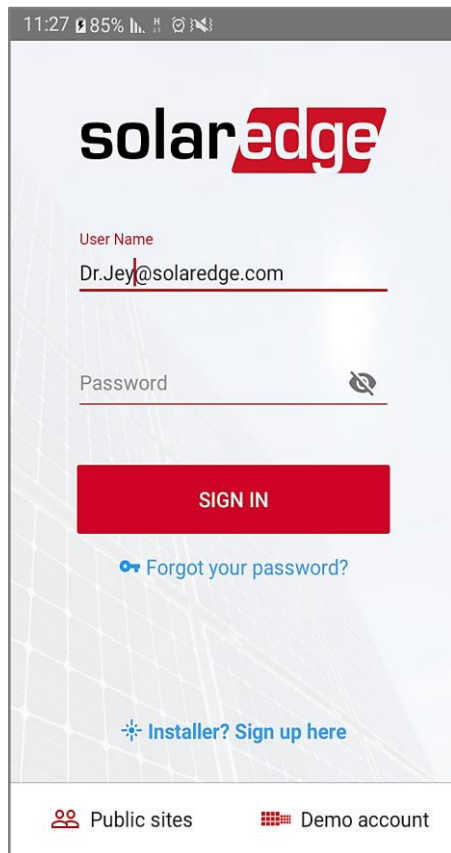 11:27 85%
solaredge
User Name
Dr.Jey@solaredge.com
Password
SIGN IN
Forgot your password?
Installer? Sign up here
Public sites Demo account